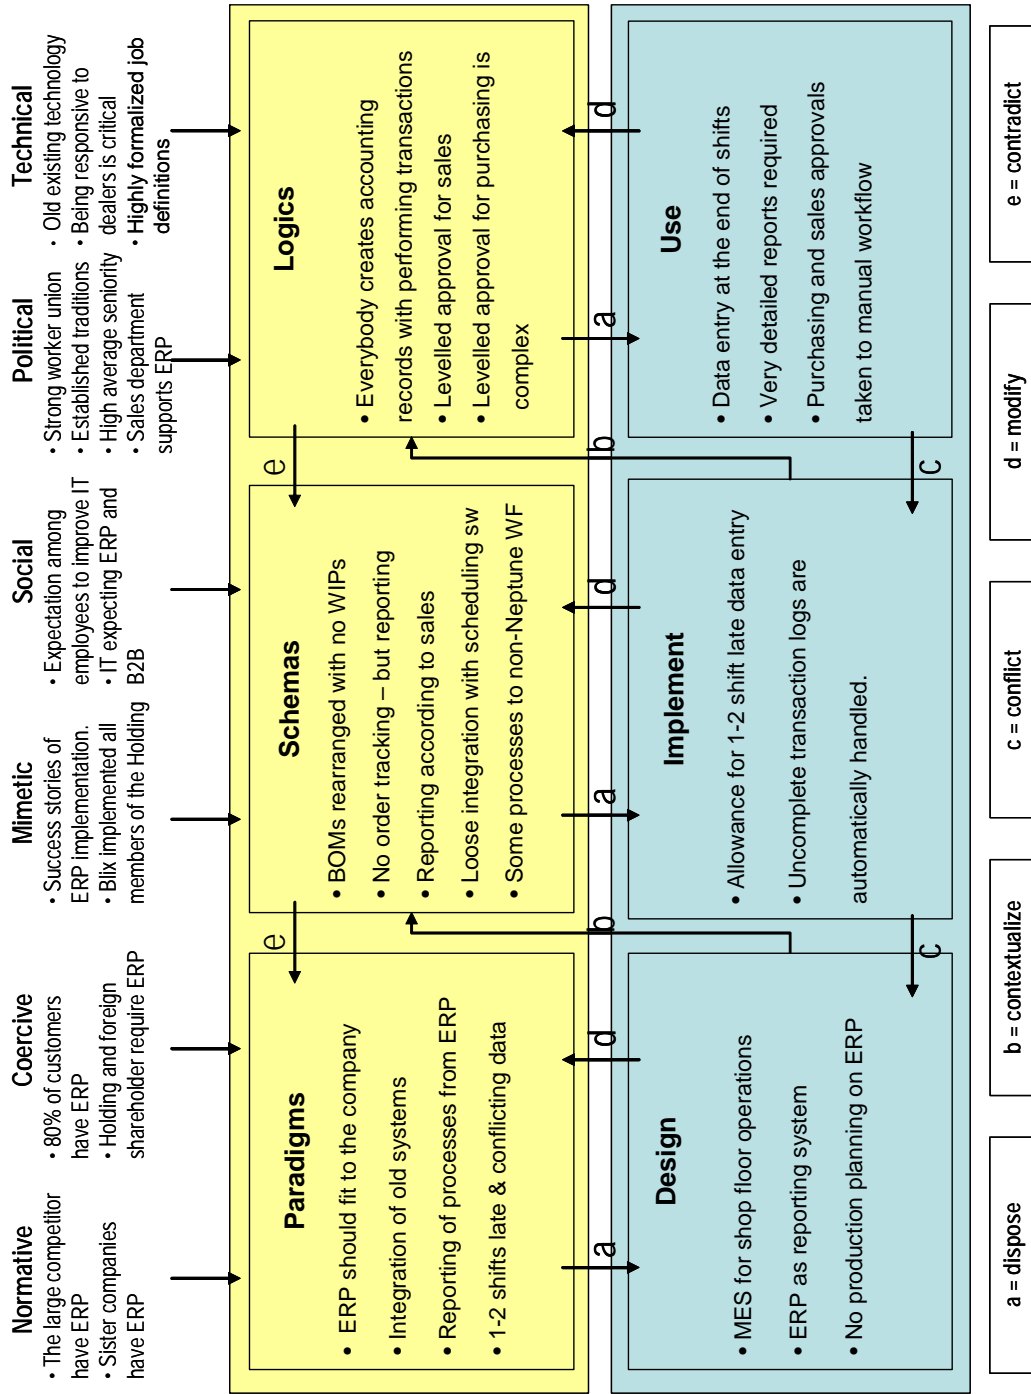 Normative
• The large competitor
have ERP
• Sister companies
have ERP
Coercive
• 80% of customers
have ERP
• Holding and foreign
shareholder require ERP
Mimetic
• Success stories of
ERP implementation.
• Blix implemented all
members of the Holding
Social
• Expectation among
employees to improve IT
• IT expecting ERP and
B2B
Political
• Strong worker union
• Established traditions
• High average seniority
• Sales department
supports ERP
Technical
• Old existing technology
• Being responsive to
dealers is critical
• Highly formalized job
definitions
Paradigms
• ERP should fit to the company
• Integration of old systems
• Reporting of processes from ERP
• 1-2 shifts late & conflicting data
e
Schemas
• BOMs rearranged with no WIPs
• No order tracking – but reporting
• Reporting according to sales
• Loose integration with scheduling sw
• Some processes to non-Neptune WF
e
Logics
• Everybody creates accounting
records with performing transactions
• Levelled approval for sales
• Levelled approval for purchasing is
complex
a
d
b
a
d
b
a
d
Design
• MES for shop floor operations
• ERP as reporting system
• No production planning on ERP
c
Implement
• Allowance for 1-2 shift late data entry
• Uncomplete transaction logs are
automatically handled.
c
Use
• Data entry at the end of shifts
• Very detailed reports required
• Purchasing and sales approvals
taken to manual workflow
a = dispose
b = contextualize
c = conflict
d = modify
e = contradict